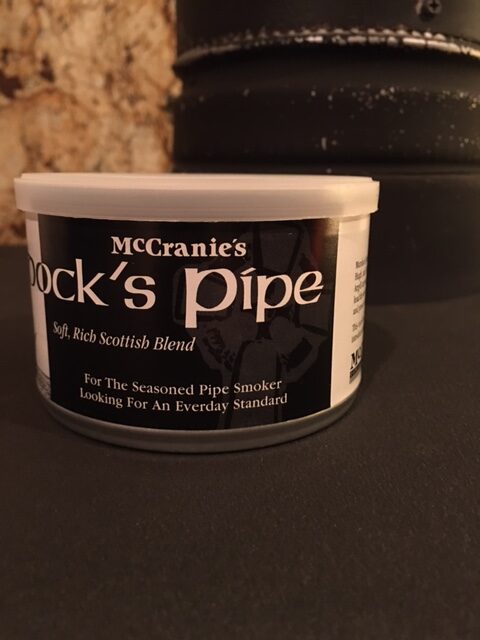 McCranie's
ock's Pipe
Soft, Rich Scottish Blend
For The Seasoned Pipe Smoker
Looking For An Everday Standard